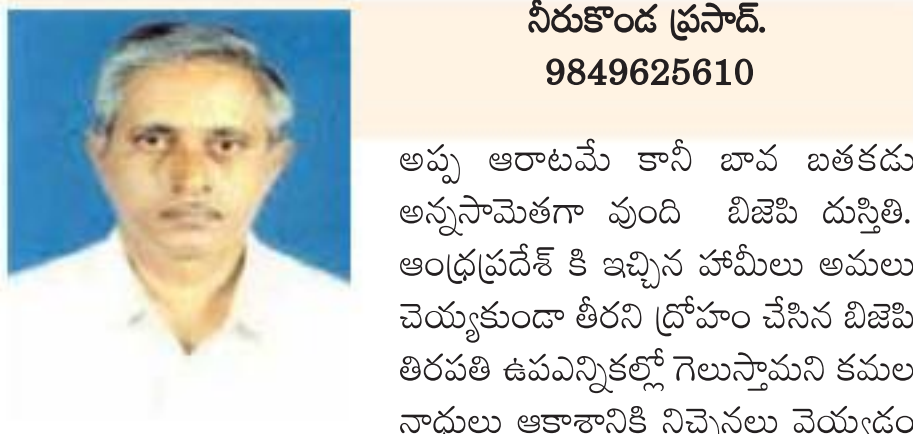 నీరుకొండ ప్రసాద్.
9849625610
అప్ప ఆరాటమే కానీ బావ బతకడు
అన్నసామెతగా వుంది బిజెపి దుస్తితి.
ఆంధ్రప్రదేశ్ కి ఇచ్చిన హామీలు అమలు
చెయ్యకుండా తీరని ద్రోహం చేసిన బిజెపి
తిరపతి ఉపఎన్నికల్లో గెలుస్తామని కమల
నాధులు ఆకాశానికి నిచ్చెనలు వెయ్యడం